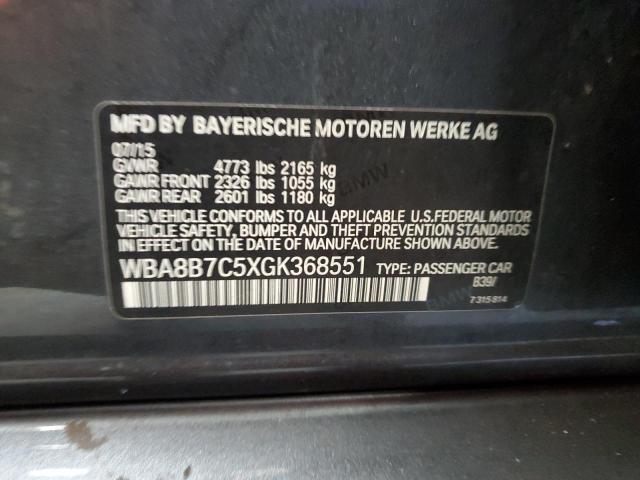 MFD BY BAYERISCHE MOTOREN WERKE AG
07/15
GVWR 4773 lbs 2165 kg
GAWR FRONT 2326 lbs 1055 kg
GAWR REAR 2601 lbs 1180 kg
THIS VEHICLE CONFORMS TO ALL APPLICABLE U.S.FEDERAL MOTOR
VEHICLE SAFETY, BUMPER AND THEFT PREVENTION STANDARDS
IN EFFECT ON THE DATE OF MANUFACTURE SHOWN ABOVE.
WBA8B7C5XGK368551 TYPE: PASSENGER CAR
B39/
7315814
BMW